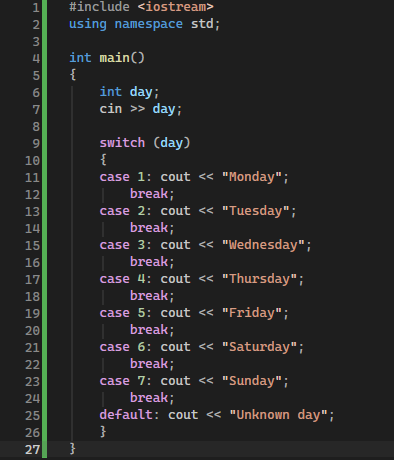 1 #include <iostream>
2 using namespace std;
3
4 int main()
5 {
6     int day;
7     cin >> day;
8
9     switch (day)
10     {
11     case 1: cout << "Monday";
12         break;
13     case 2: cout << "Tuesday";
14         break;
15     case 3: cout << "Wednesday";
16         break;
17     case 4: cout << "Thursday";
18         break;
19     case 5: cout << "Friday";
20         break;
21     case 6: cout << "Saturday";
22         break;
23     case 7: cout << "Sunday";
24         break;
25     default: cout << "Unknown day";
26     }
27 }